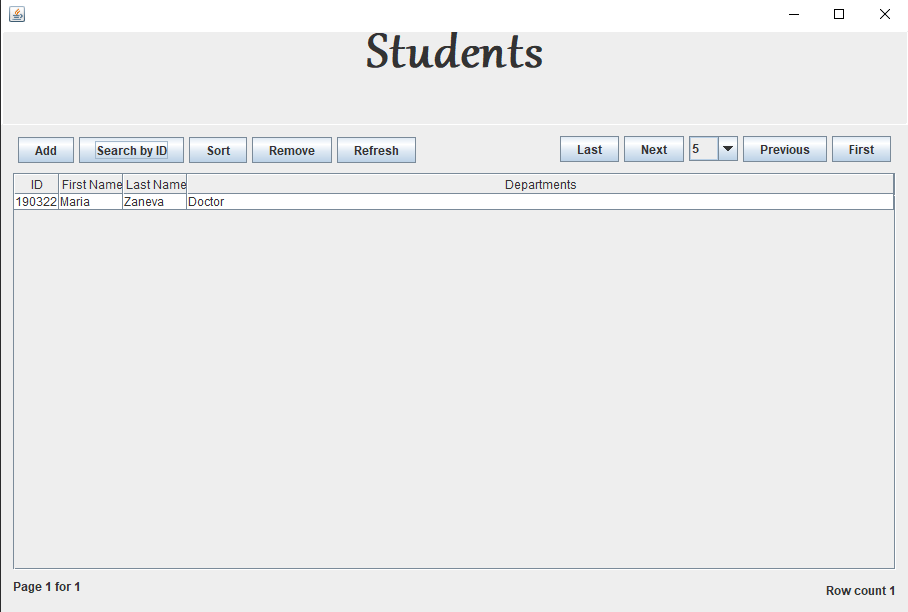 Students
Add Search by ID Sort Remove Refresh Last Next 5 Previous First
ID First Name Last Name Departments
190322 Maria Zaneva Doctor
Page 1 for 1
Row count 1